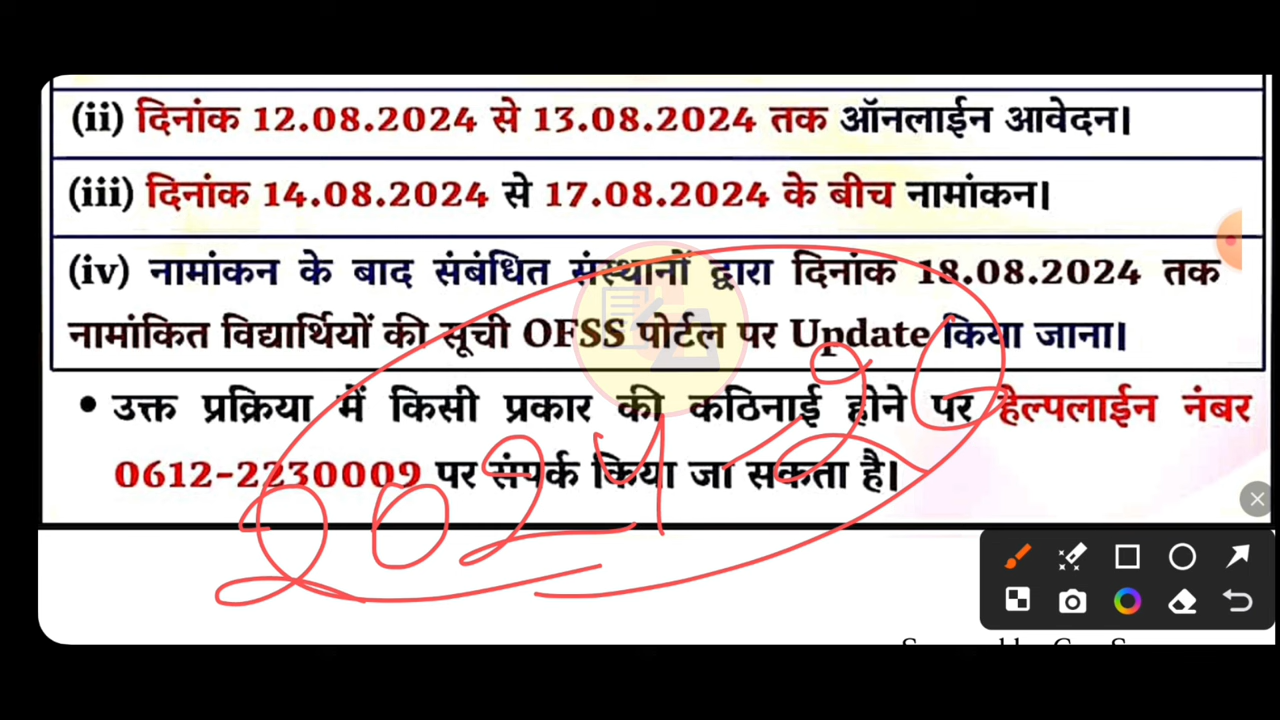 (ii) दिनांक 12.08.2024 से 13.08.2024 तक ऑनलाईन आवेदन।
(iii) दिनांक 14.08.2024 से 17.08.2024 के बीच नामांकन।
(iv) नामांकन के बाद संबंधित संस्थानों द्वारा दिनांक 18.08.2024 तक
नामांकित विद्यार्थियों की सूची OFSS पोर्टल पर Update किया जाना।
• उक्त प्रक्रिया में किसी प्रकार की कठिनाई होने पर हेल्पलाईन नंबर
0612-2230009 पर संपर्क किया जा सकता है।
2024-26